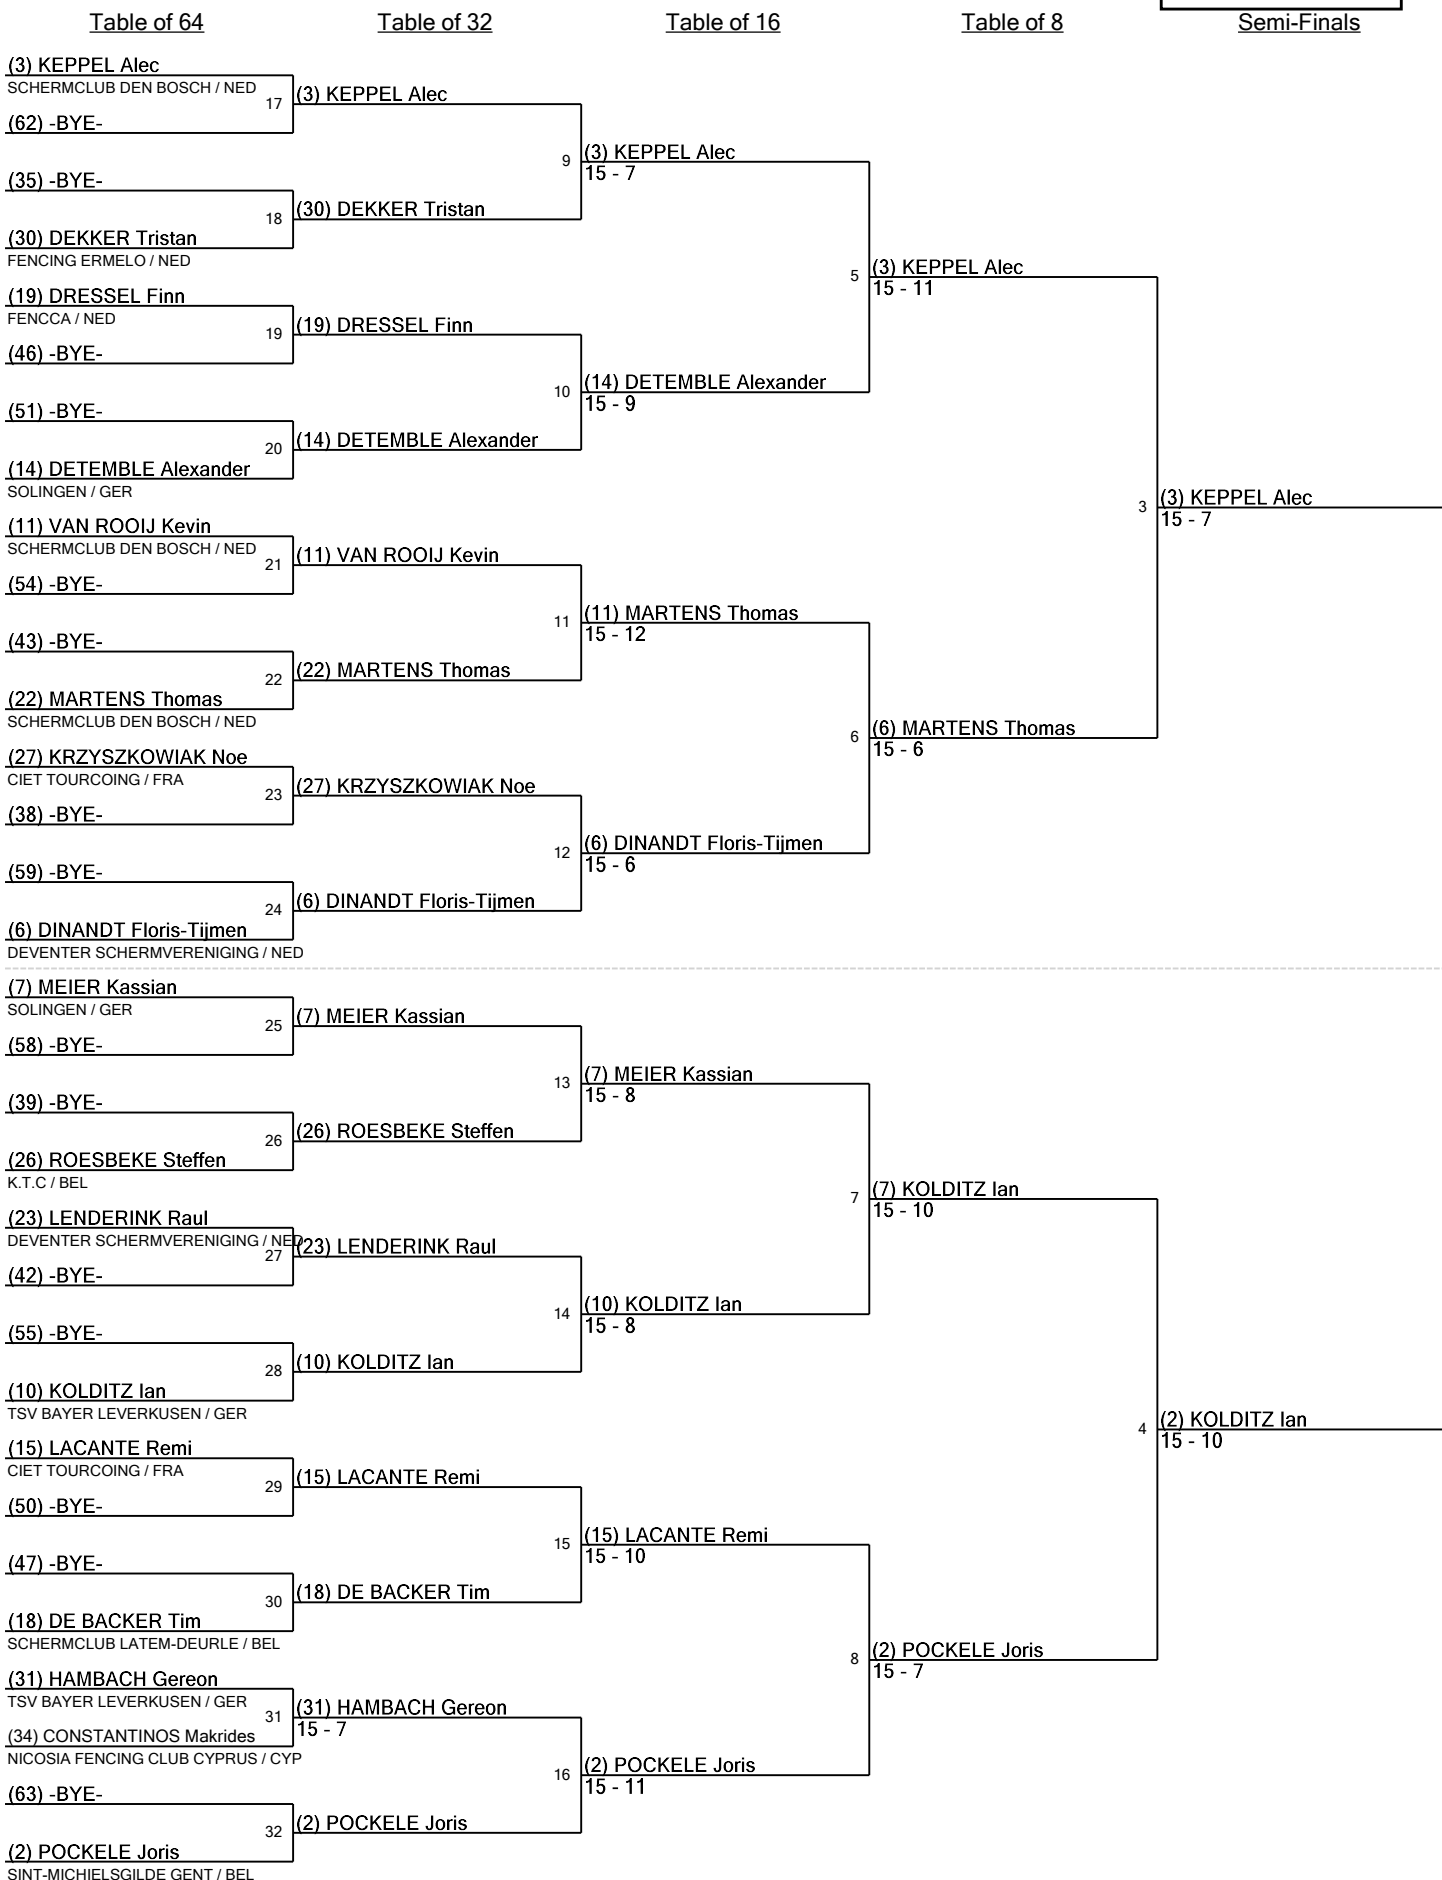 Table of 64
Table of 32
Table of 16
Table of 8
Semi-Finals
(3) KEPPEL Alec
SCHERMCLUB DEN BOSCH / NED
17
(62) -BYE-
(3) KEPPEL Alec
(35) -BYE-
18
(30) DEKKER Tristan
FENCING ERMELO / NED
(30) DEKKER Tristan
9
(3) KEPPEL Alec
15 - 7
(19) DRESSEL Finn
FENCCA / NED
19
(46) -BYE-
(19) DRESSEL Finn
(51) -BYE-
20
(14) DETEMBLE Alexander
SOLINGEN / GER
(14) DETEMBLE Alexander
10
(14) DETEMBLE Alexander
15 - 9
5
(3) KEPPEL Alec
15 - 11
(11) VAN ROOIJ Kevin
SCHERMCLUB DEN BOSCH / NED
21
(54) -BYE-
(11) VAN ROOIJ Kevin
(43) -BYE-
22
(22) MARTENS Thomas
SCHERMCLUB DEN BOSCH / NED
(22) MARTENS Thomas
11
(11) MARTENS Thomas
15 - 12
(27) KRZYSZKOWIAK Noe
CIET TOURCOING / FRA
23
(38) -BYE-
(27) KRZYSZKOWIAK Noe
(59) -BYE-
24
(6) DINANDT Floris-Tijmen
DEVENTER SCHERMVERENIGING / NED
(6) DINANDT Floris-Tijmen
12
(6) DINANDT Floris-Tijmen
15 - 6
6
(6) MARTENS Thomas
15 - 6
3
(3) KEPPEL Alec
15 - 7
(7) MEIER Kassian
SOLINGEN / GER
25
(58) -BYE-
(7) MEIER Kassian
(39) -BYE-
26
(26) ROESBEKE Steffen
K.T.C / BEL
(26) ROESBEKE Steffen
13
(7) MEIER Kassian
15 - 8
(23) LENDERINK Raul
DEVENTER SCHERMVERENIGING / NED
27
(42) -BYE-
(23) LENDERINK Raul
(55) -BYE-
28
(10) KOLDITZ Ian
TSV BAYER LEVERKUSEN / GER
(10) KOLDITZ Ian
14
(10) KOLDITZ Ian
15 - 8
7
(7) KOLDITZ Ian
15 - 10
(15) LACANTE Remi
CIET TOURCOING / FRA
29
(50) -BYE-
(15) LACANTE Remi
(47) -BYE-
30
(18) DE BACKER Tim
SCHERMCLUB LATEM-DEURLE / BEL
(18) DE BACKER Tim
15
(15) LACANTE Remi
15 - 10
(31) HAMBACH Gereon
TSV BAYER LEVERKUSEN / GER
31
(34) CONSTANTINOS Makrides
NICOSIA FENCING CLUB CYPRUS / CYP
(31) HAMBACH Gereon
15 - 7
(63) -BYE-
32
(2) POCKELE Joris
SINT-MICHIELSGILDE GENT / BEL
(2) POCKELE Joris
16
(2) POCKELE Joris
15 - 11
8
(2) POCKELE Joris
15 - 7
4
(2) KOLDITZ Ian
15 - 10